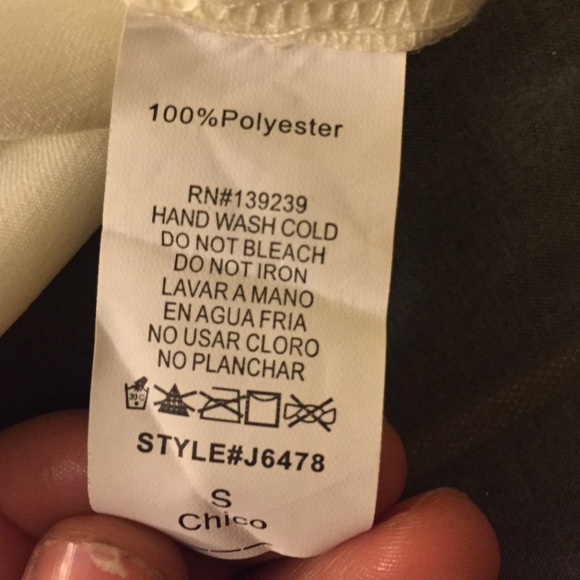 100%Polyester
RN#139239
HAND WASH COLD
DO NOT BLEACH
DO NOT IRON
LAVAR A MANO
EN AGUA FRIA
NO USAR CLORO
NO PLANCHAR
30 C
STYLE#J6478
S
Chico